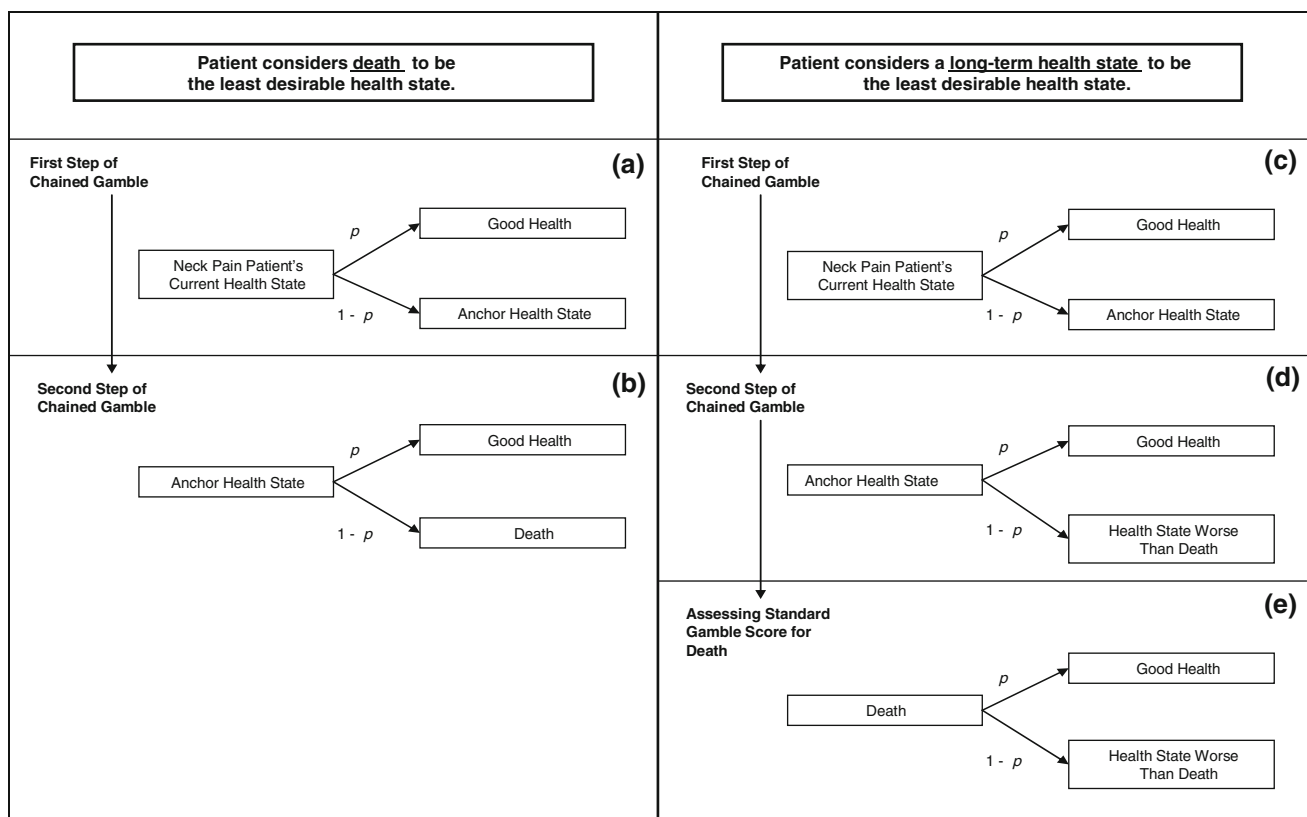 Patient considers death to be
the least desirable health state.
Patient considers a long-term health state to be
the least desirable health state.
First Step of
Chained Gamble
(a)
Good Health
p
Neck Pain Patient's
Current Health State
1 - p
Anchor Health State
Second Step of
Chained Gamble
(b)
Good Health
p
Anchor Health State
1 - p
Death
First Step of
Chained Gamble
(c)
Good Health
p
Neck Pain Patient's
Current Health State
1 - p
Anchor Health State
Second Step of
Chained Gamble
(d)
Good Health
p
Anchor Health State
1 - p
Health State Worse
Than Death
Assessing Standard
Gamble Score for
Death
(e)
Good Health
p
Death
1 - p
Health State Worse
Than Death